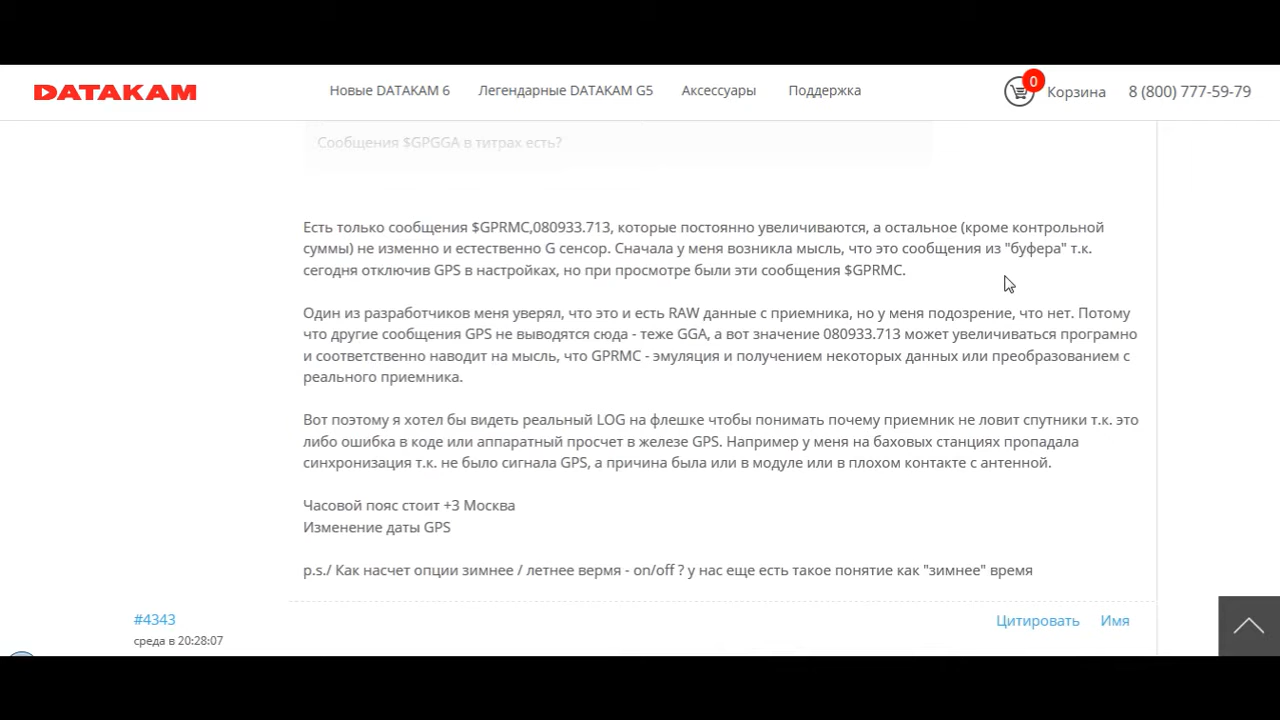 DATAKAM
Новые DATAKAM 6 Легендарные DATAKAM G5 Аксессуары Поддержка 0 Корзина 8 (800) 777-59-79
Сообщения $GPGGA в титрах есть?
Есть только сообщения $GPRMC,080933.713, которые постоянно увеличиваются, а остальное (кроме контрольной
суммы) не изменно и естественно G сенсор. Сначала у меня возникла мысль, что это сообщения из "буфера" т.к.
сегодня отключив GPS в настройках, но при просмотре были эти сообщения $GPRMC.
Один из разработчиков меня уверял, что это и есть RAW данные с приемника, но у меня подозрение, что нет. Потому
что другие сообщения GPS не выводятся сюда - теже GGA, а вот значение 080933.713 может увеличиваться програмно
и соответственно наводит на мысль, что GPRMC - эмуляция и получением некоторых данных или преобразованием с
реального приемника.
Вот поэтому я хотел бы видеть реальный LOG на флешке чтобы понимать почему приемник не ловит спутники т.к. это
либо ошибка в коде или аппаратный просчет в железе GPS. Например у меня на баховых станциях пропадала
синхронизация т.к. не было сигнала GPS, а причина была или в модуле или в плохом контакте с антенной.
Часовой пояс стоит +3 Москва
Изменение даты GPS
p.s./ Как насчет опции зимнее / летнее вермя - on/off ? у нас еще есть такое понятие как "зимнее" время
#4343 Цитировать Имя
среда в 20:28:07